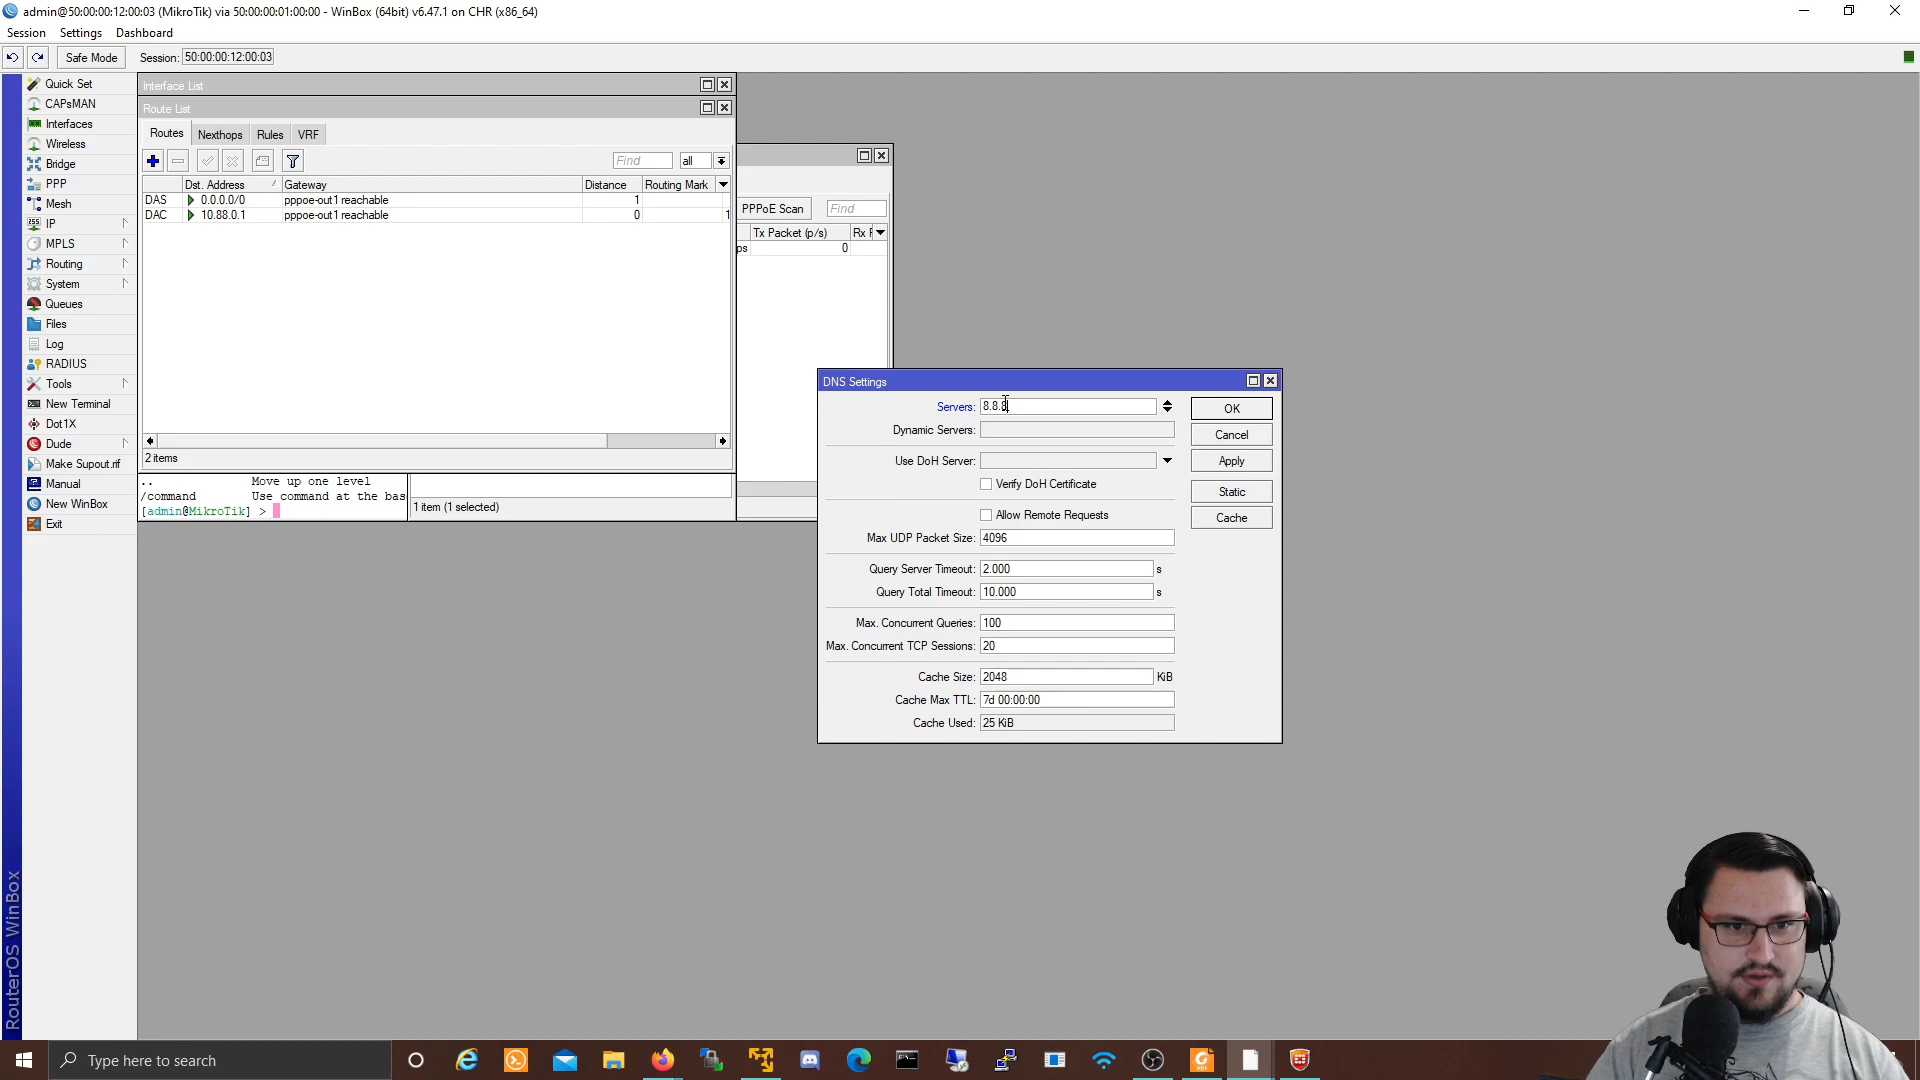 admin@50:00:00:12:00:03 (MikroTik) via 50:00:00:01:00:00 - WinBox (64bit) v6.47.1 on CHR (x86_64)
Session Settings Dashboard
Safe Mode Session: 50:00:00:12:00:03
Quick Set
CAPsMAN
Interfaces
Wireless
Bridge
PPP
Mesh
IP
MPLS
Routing
System
Queues
Files
Log
RADIUS
Tools
New Terminal
Dot1X
Dude
Make Supout.rif
Manual
New WinBox
Exit
RouterOS WinBox
Interface List
Route List
Routes Nexthops Rules VRF
Find all
Dst. Address Gateway Distance Routing Mark
DAS 0.0.0.0/0 pppoe-out1 reachable 1
DAC 10.88.0.1 pppoe-out1 reachable 0 1
2 items
.. Move up one level
/command Use command at the bas
[admin@MikroTik] >
1 item (1 selected)
PPPoE Scan Find
Tx Packet (p/s) Rx
ps 0
DNS Settings
Servers: 8.8.8.
Dynamic Servers:
Use DoH Server:
Verify DoH Certificate
Allow Remote Requests
Max UDP Packet Size: 4096
Query Server Timeout: 2.000 s
Query Total Timeout: 10.000 s
Max. Concurrent Queries: 100
Max. Concurrent TCP Sessions: 20
Cache Size: 2048 KiB
Cache Max TTL: 7d 00:00:00
Cache Used: 25 KiB
OK
Cancel
Apply
Static
Cache
Type here to search